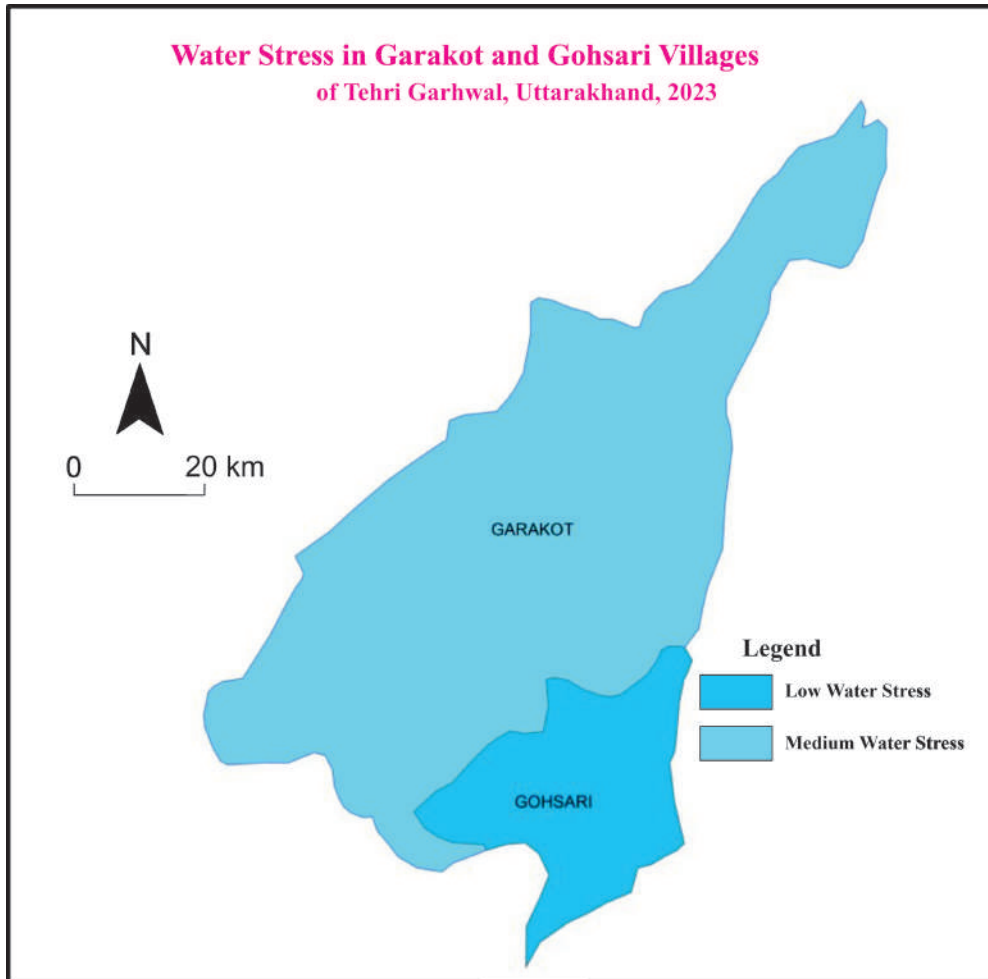 Water Stress in Garakot and Gohsari Villages
of Tehri Garhwal, Uttarakhand, 2023
N
0 20 km
GARAKOT
Legend
Low Water Stress
Medium Water Stress
GOHSARI